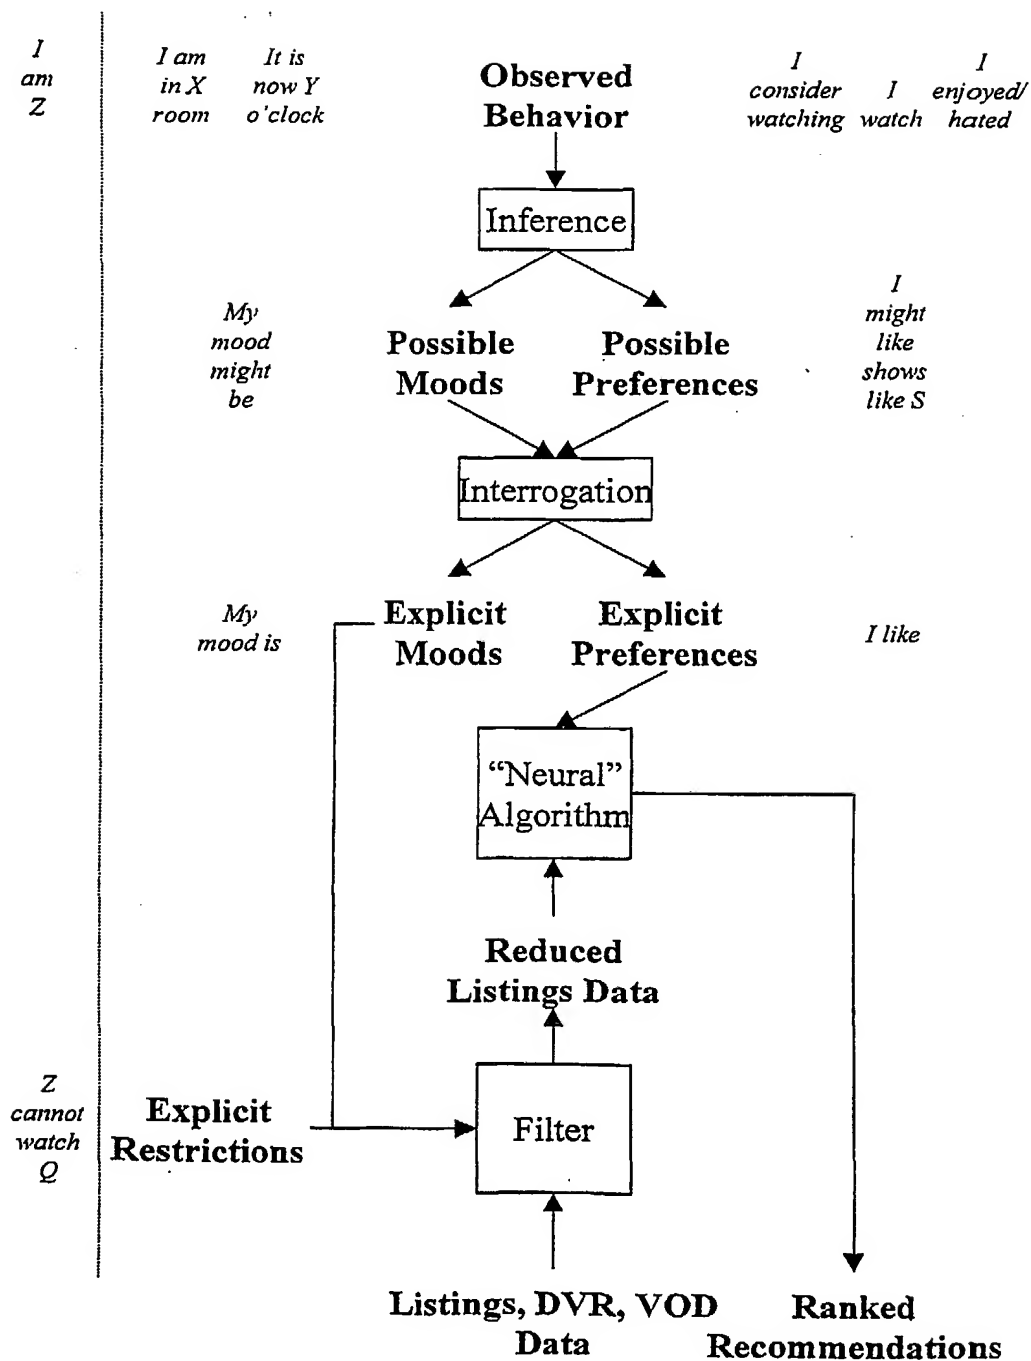 I
am
Z
I am
in X
room
It is
now Y
o'clock
Observed
Behavior
I
consider
watching
I
watch
I
enjoyed/
hated
Inference
My
mood
might
be
Possible
Moods
Possible
Preferences
I
might
like
shows
like S
Interrogation
My
mood is
Explicit
Moods
Explicit
Preferences
I like
“Neural”
Algorithm
Reduced
Listings Data
Z
cannot
watch
Q
Explicit
Restrictions
Filter
Listings, DVR, VOD
Data
Ranked
Recommendations